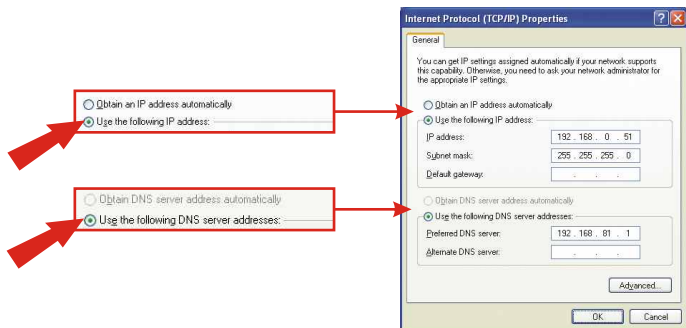 Internet Protocol (TCP/IP) Properties
General
You can get IP settings assigned automatically if your network supports
this capability. Otherwise, you need to ask your network administrator for
the appropriate IP settings.
Obtain an IP address automatically
Use the following IP address:
Obtain an IP address automatically
Use the following IP address:
IP address: 192 . 168 . 0 . 51
Subnet mask: 255 . 255 . 255 . 0
Default gateway: . . .
Obtain DNS server address automatically
Use the following DNS server addresses:
Obtain DNS server address automatically
Use the following DNS server addresses:
Preferred DNS server: 192 . 168 . 81 . 1
Alternate DNS server: . . .
Advanced...
OK Cancel